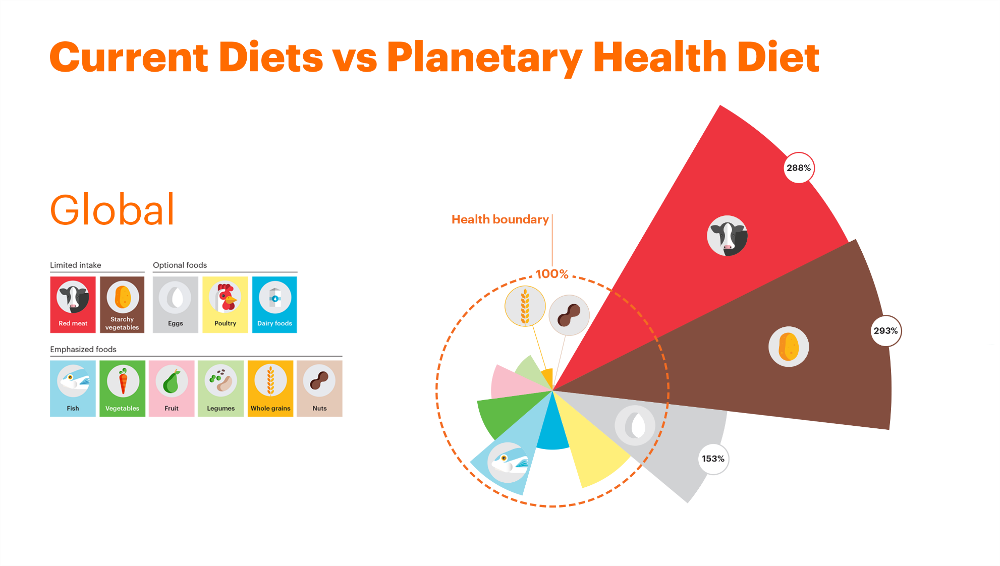 Current Diets vs Planetary Health Diet
Global
Limited intake
Optional foods
Red meat
Starchy
vegetables
Eggs
Poultry
Dairy foods
Emphasized foods
Fish
Vegetables
Fruit
Legumes
Whole grains
Nuts
Health boundary
100%
288%
293%
153%